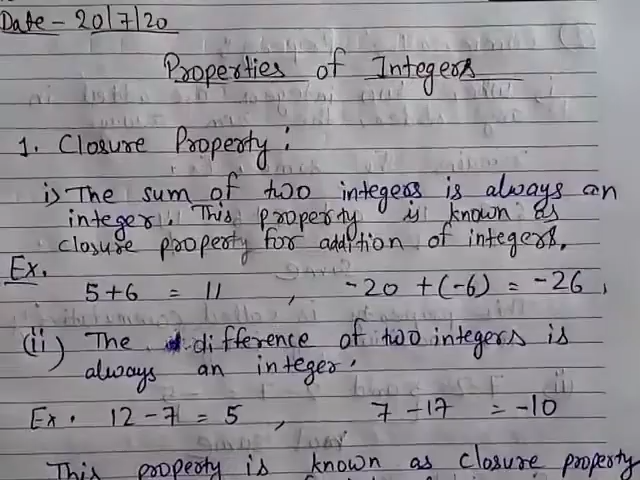 Date - 20/7/20
Properties of Integers
1. Closure Property :
i) The sum of two integers is always an
integer. This property is known as
closure property for addition of integers.
Ex.
5+6 = 11 , -20 +(-6) = -26,
(ii) The difference of two integers is
always an integer.
Ex. 12-7 = 5 , 7-17 = -10
This property is known as closure property